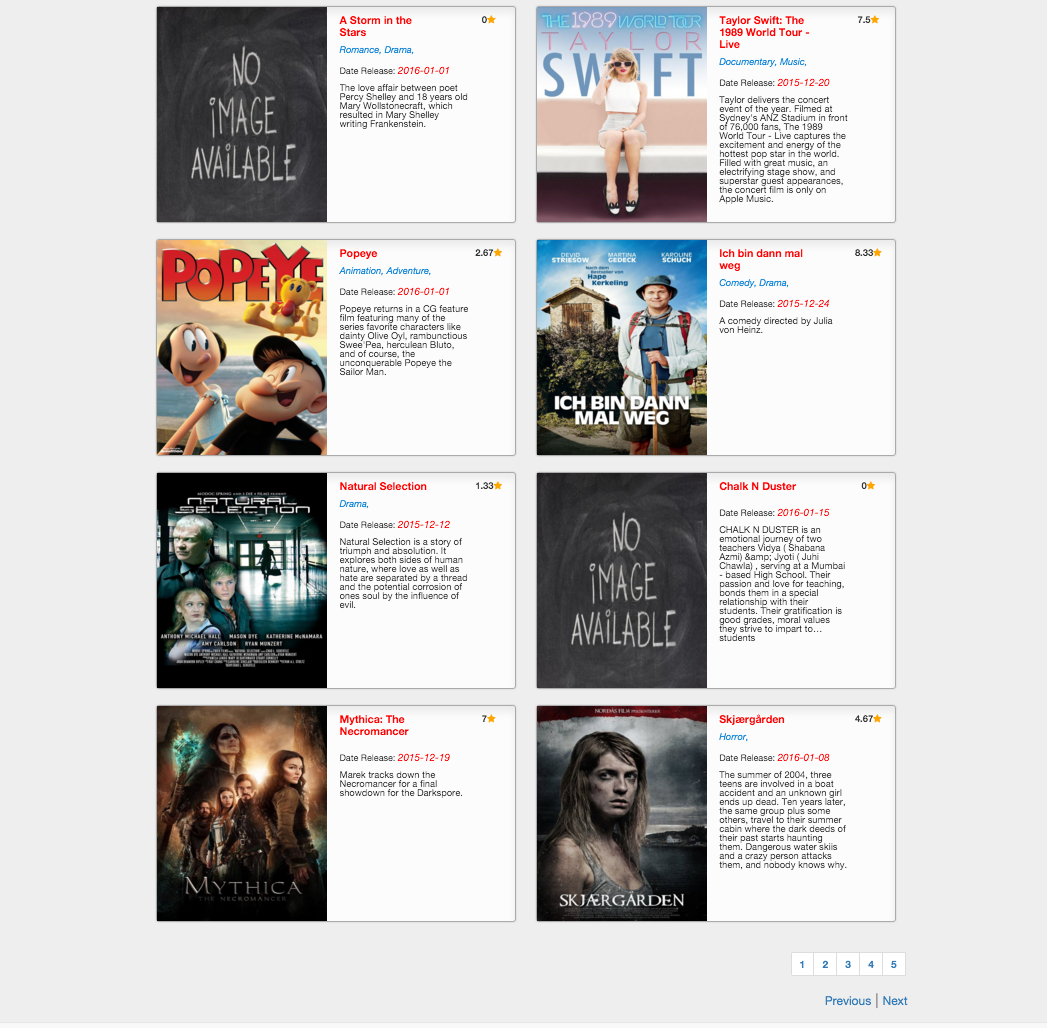 NO
IMAGE
AVAILABLE
A Storm in the
Stars
0
Romance, Drama,
Date Release: 2016-01-01
The love affair between poet
Percy Shelley and 18 years old
Mary Wollstonecraft, which
resulted in Mary Shelley
writing Frankenstein.
THE 1989 WORLD TOUR
TAYLOR
SWIFT
Taylor Swift: The
1989 World Tour -
Live
7.5
Documentary, Music,
Date Release: 2015-12-20
Taylor delivers the concert
event of the year. Filmed at
Sydney's ANZ Stadium in front
of 76,000 fans, The 1989
World Tour - Live captures the
excitement and energy of the
hottest pop star in the world.
Filled with great music, an
electrifying stage show, and
superstar guest appearances,
the concert film is only on
Apple Music.
POPEYE
Popeye
2.67
Animation, Adventure,
Date Release: 2016-01-01
Popeye returns in a CG feature
film featuring many of the
series favorite characters like
dainty Olive Oyl, rambunctious
Swee'Pea, herculean Bluto,
and of course, the
unconquerable Popeye the
Sailor Man.
DEVID STRIESOW
MARTINA GEDECK
KAROLINE SCHUCH
Nach dem
Bestseller von
Hape
Kerkeling
ICH BIN DANN
MAL WEG
Ich bin dann mal
weg
8.33
Comedy, Drama,
Date Release: 2015-12-24
A comedy directed by Julia
von Heinz.
NATURAL
SELECTION
ANTHONY MICHAEL HALL MASON DYE KATHERINE McNAMARA
AMY CARLSON RYAN MUNZERT
Natural Selection
1.33
Drama,
Date Release: 2015-12-12
Natural Selection is a story of
triumph and absolution. It
explores both sides of human
nature, where love as well as
hate are separated by a thread
and the potential corrosion of
ones soul by the influence of
evil.
NO
IMAGE
AVAILABLE
Chalk N Duster
0
Date Release: 2016-01-15
CHALK N DUSTER is an
emotional journey of two
teachers Vidya ( Shabana
Azmi) &amp; Jyoti ( Juhi
Chawla) , serving at a Mumbai
- based High School. Their
passion and love for teaching,
bonds them in a special
relationship with their
students. Their gratification is
good grades, moral values
they strive to impart to…
students
MYTHICA
THE NECROMANCER
Mythica: The
Necromancer
7
Date Release: 2015-12-19
Marek tracks down the
Necromancer for a final
showdown for the Darkspore.
NORDAS FILM PRESENTERER
SKJÆRGÅRDEN
Skjærgården
4.67
Horror,
Date Release: 2016-01-08
The summer of 2004, three
teens are involved in a boat
accident and an unknown girl
ends up dead. Ten years later,
the same group plus some
others, travel to their summer
cabin where the dark deeds of
their past starts haunting
them. Dangerous water skiis
and a crazy person attacks
them, and nobody knows why.
1 2 3 4 5
Previous | Next